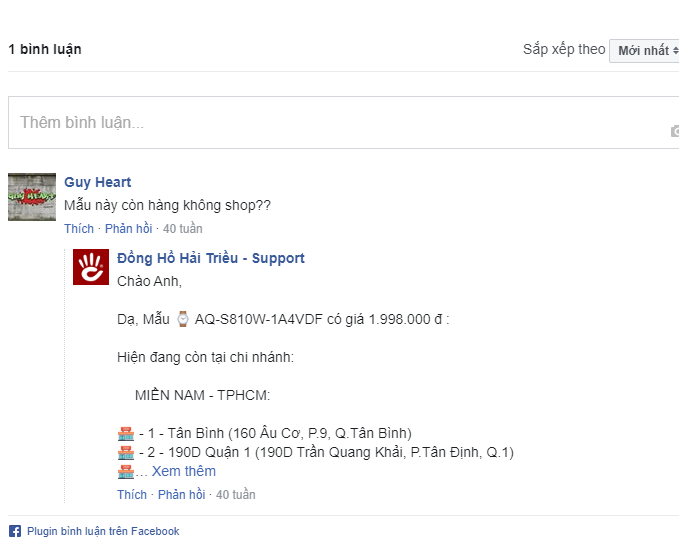 1 bình luận
Sắp xếp theo Mới nhất
Thêm bình luận...
Guy Heart
Mẫu này còn hàng không shop??
Thích · Phản hồi · 40 tuần
Đồng Hồ Hải Triều - Support
Chào Anh,
Dạ, Mẫu ⌚ AQ-S810W-1A4VDF có giá 1.998.000 đ :
Hiện đang còn tại chi nhánh:
MIỀN NAM - TPHCM:
🏪 - 1 - Tân Bình (160 Âu Cơ, P.9, Q.Tân Bình)
🏪 - 2 - 190D Quận 1 (190D Trần Quang Khải, P.Tân Định, Q.1)
🏪... Xem thêm
Thích · Phản hồi · 40 tuần
Plugin bình luận trên Facebook